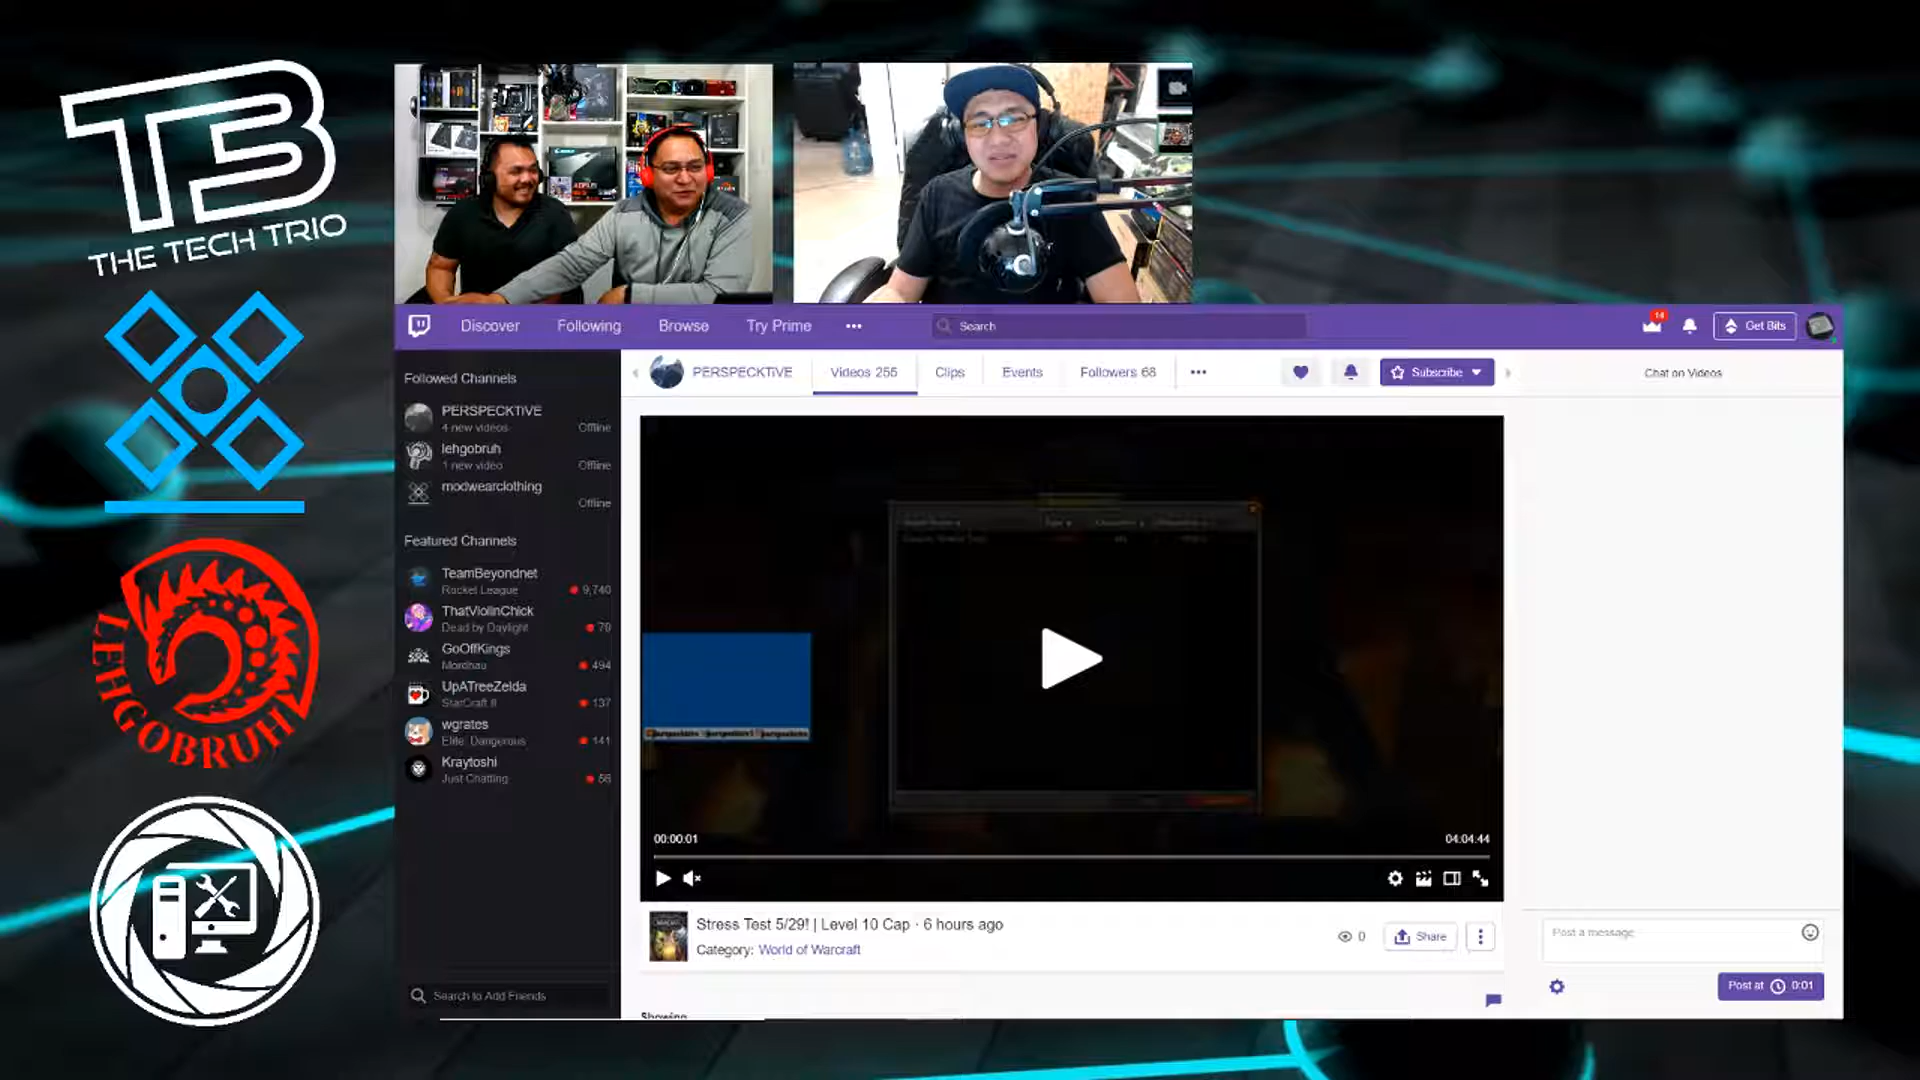 TB
THE TECH TRIO
LEHGOBRUH
Discover
Following
Browse
Try Prime
Search
14
Get Bits
Followed Channels
PERSPECKTiVE
4 new videos
Offline
lehgobruh
1 new video
Offline
modwearclothing
Offline
Featured Channels
TeamBeyondnet
Rocket League
9,740
ThatViolinChick
Dead by Daylight
79
GoOffKings
Mordhau
494
UpATreeZelda
StarCraft II
137
wgrates
Elite: Dangerous
141
Kraytoshi
Just Chatting
56
Search to Add Friends
PERSPECKTiVE
Videos 255
Clips
Events
Followers 68
Subscribe
Chat on Videos
00:00:01
04:04:44
Stress Test 5/29! | Level 10 Cap · 6 hours ago
Category: World of Warcraft
0
Share
Showing
Post a message
Post at 0:01